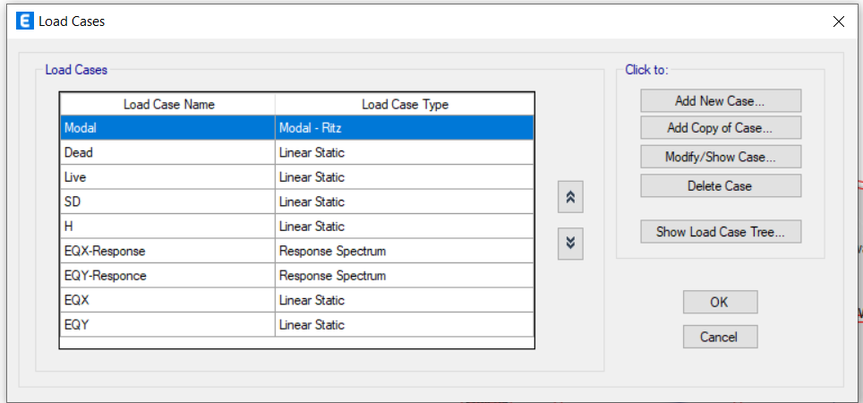 E Load Cases
Load Cases
Click to:
Load Case Name Load Case Type
Modal Modal - Ritz
Dead Linear Static
Live Linear Static
SD Linear Static
H Linear Static
EQX-Response Response Spectrum
EQY-Responce Response Spectrum
EQX Linear Static
EQY Linear Static
Add New Case...
Add Copy of Case...
Modify/Show Case...
Delete Case
Show Load Case Tree...
OK
Cancel